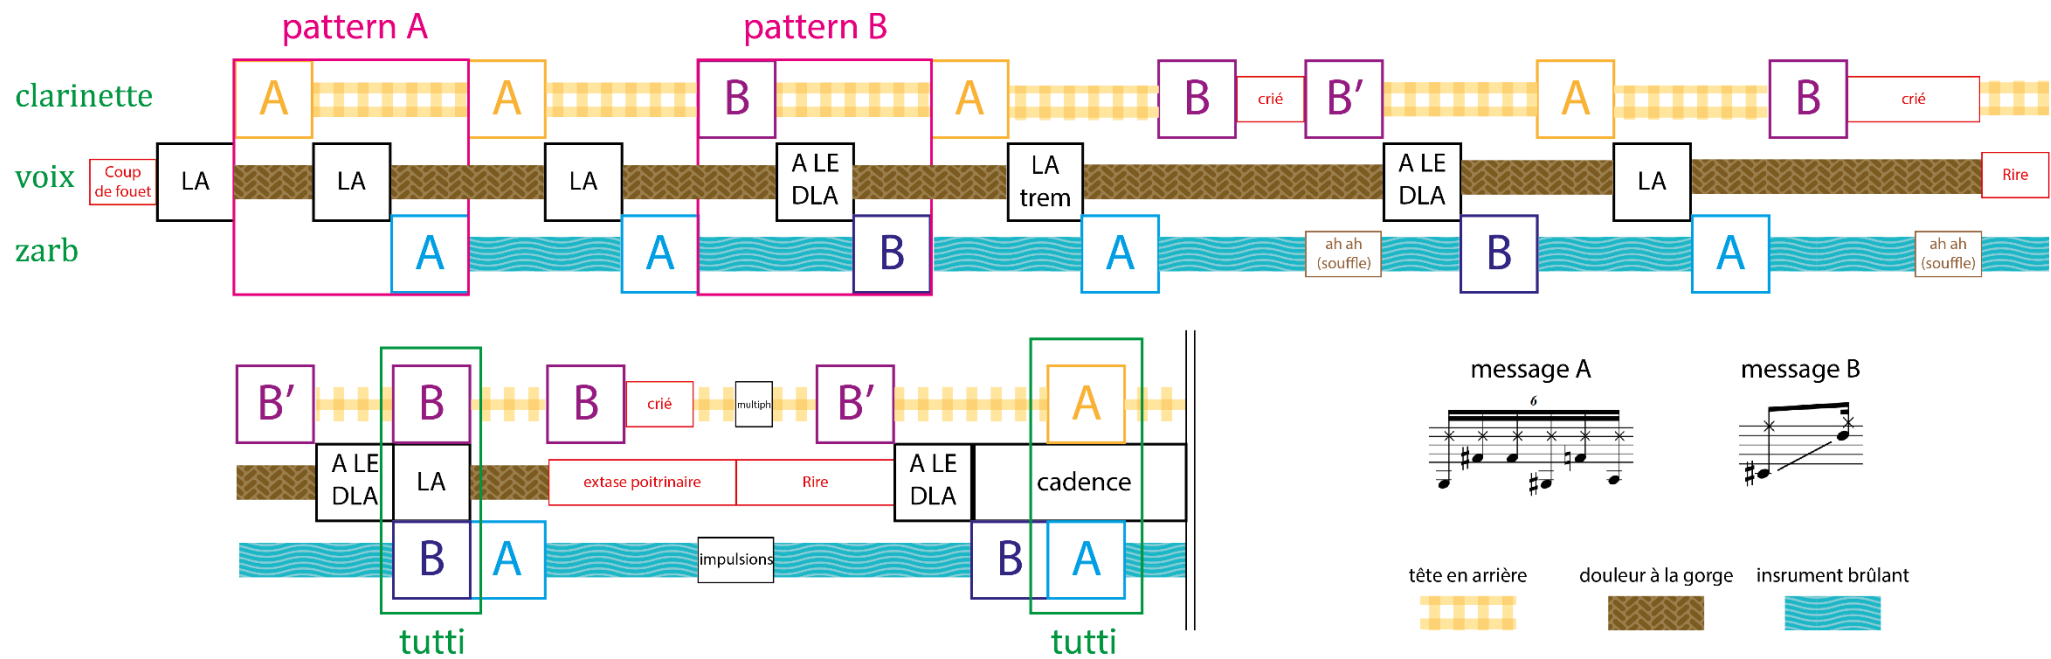 pattern A pattern B
clarinette A A B A B crié B’ A B crié
voix Coup de fouet LA LA LA A LE DLA LA trem A LE DLA LA Rire
zarb A A B A ah ah (souffle) B A ah ah (souffle)
B’ B B crié multiph B’ A
A LE DLA LA extase poitrinaire Rire A LE DLA cadence
B A impulsions B A
tutti tutti
message A message B
6
tête en arrière douleur à la gorge insrument brûlant